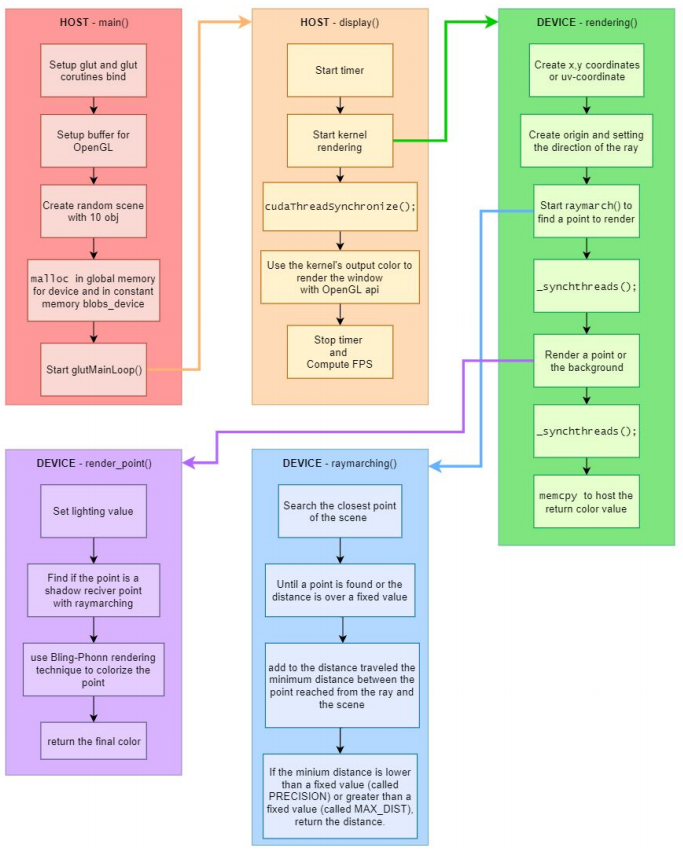 HOST - main()
Setup glut and glut
corutines bind
Setup buffer for
OpenGL
Create random scene
with 10 obj
malloc in global memory
for device and in constant
memory blobs_device
Start glutMainLoop()
HOST - display()
Start timer
Start kernel
rendering
cudaThreadSynchronize();
Use the kernel's output color to
render the window
with OpenGL api
Stop timer
and
Compute FPS
DEVICE - rendering()
Create x,y coordinates
or uv-coordinate
Create origin and setting
the direction of the ray
Start raymarch() to
find a point to render
_synchthreads();
Render a point or
the background
_synchthreads();
memcpy to host the
return color value
DEVICE - render_point()
Set lighting value
Find if the point is a
shadow reciver point
with raymarching
use Bling-Phonn rendering
technique to colorize the
point
return the final color
DEVICE - raymarching()
Search the closest point
of the scene
Until a point is found or the
distance is over a fixed value
add to the distance traveled the
minimum distance between the
point reached from the ray and
the scene
If the minium distance is lower
than a fixed value (called
PRECISION) or greater than a
fixed value (called MAX_DIST),
return the distance.